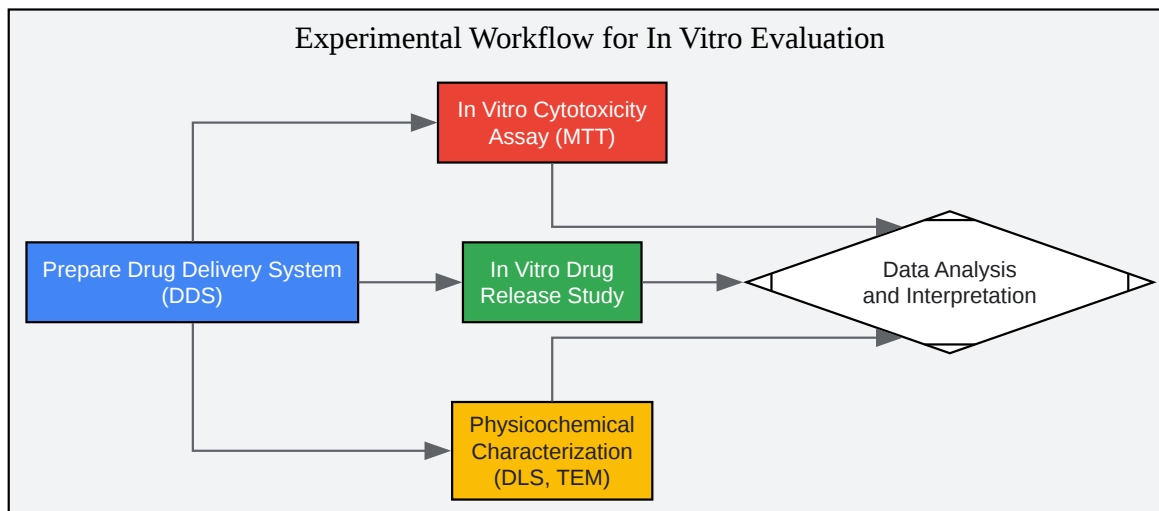 Experimental Workflow for In Vitro Evaluation
In Vitro Cytotoxicity
Assay (MTT)
Prepare Drug Delivery System
(DDS)
In Vitro Drug
Release Study
Data Analysis
and Interpretation
Physicochemical
Characterization
(DLS, TEM)